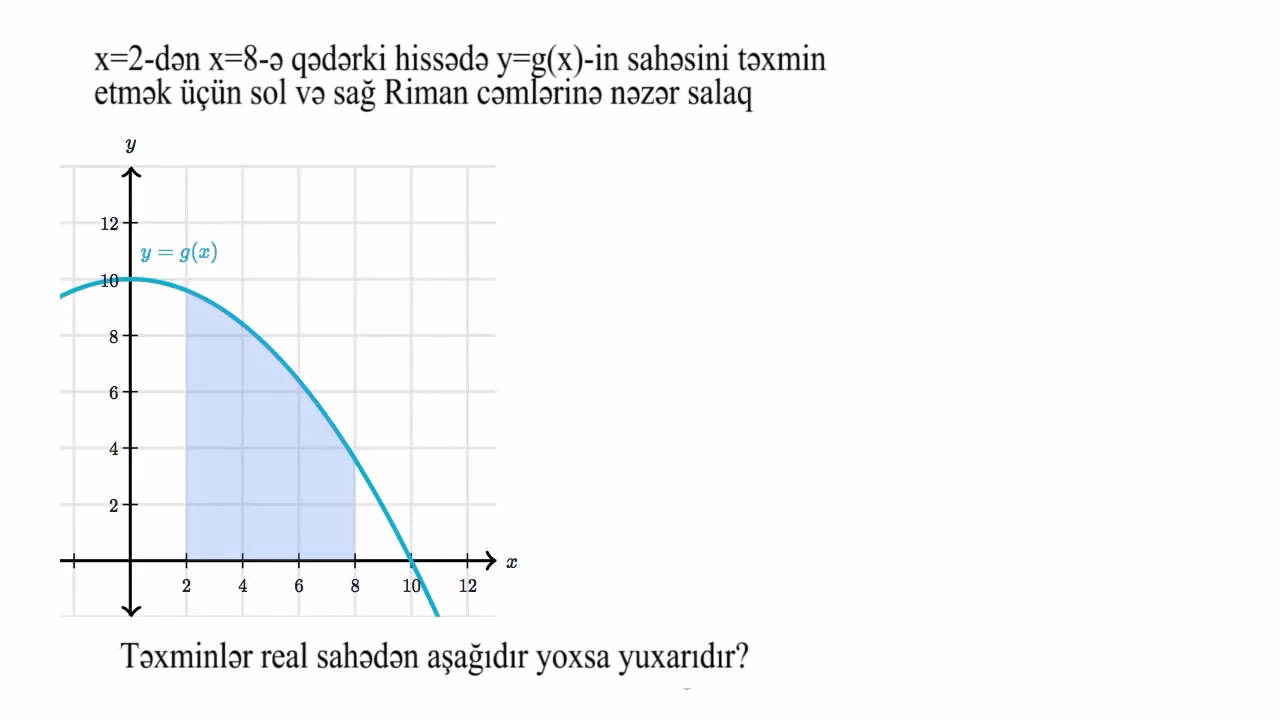 x=2-dən x=8-ə qədərki hissədə y=g(x)-in sahəsini təxmin
etmək üçün sol və sağ Riman cəmlərinə nəzər salaq
y
12
y = g(x)
10
8
6
4
2
x
2 4 6 8 10 12
Təxminlər real sahədən aşağıdır yoxsa yuxarıdır?